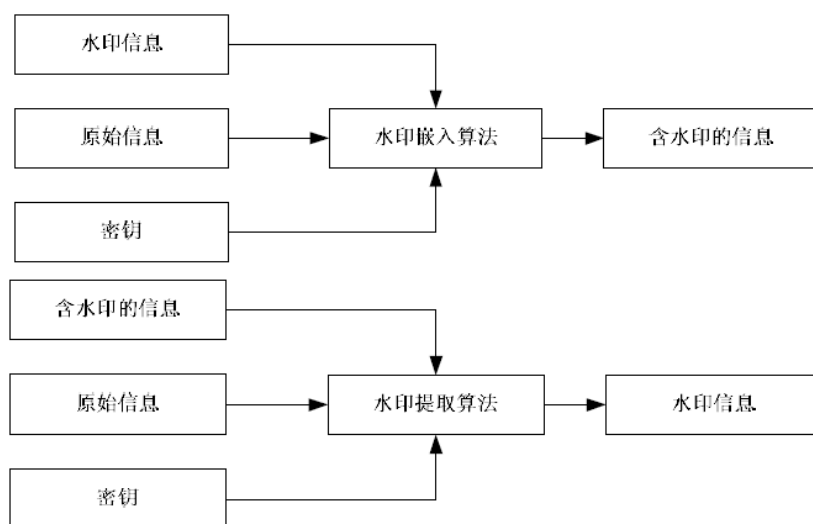 水印信息
原始信息
水印嵌入算法
含水印的信息
密钥
含水印的信息
原始信息
水印提取算法
水印信息
密钥